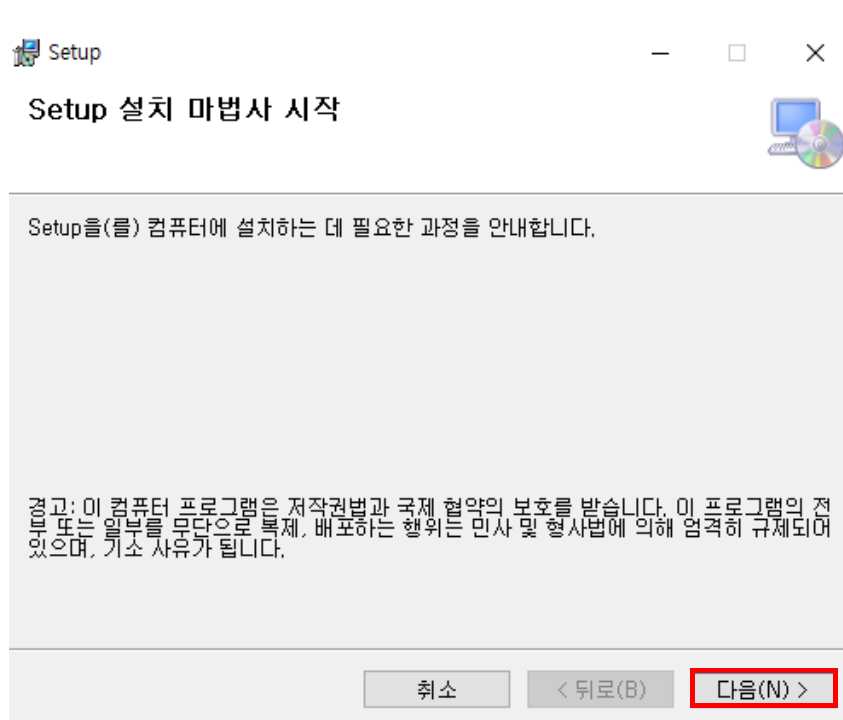 Setup
Setup 설치 마법사 시작
Setup을(를) 컴퓨터에 설치하는 데 필요한 과정을 안내합니다.
경고: 이 컴퓨터 프로그램은 저작권법과 국제 협약의 보호를 받습니다. 이 프로그램의 전
부 또는 일부를 무단으로 복제, 배포하는 행위는 민사 및 형사법에 의해 엄격히 규제되어
있으며, 기소 사유가 됩니다.
취소 < 뒤로(B) 다음(N) >